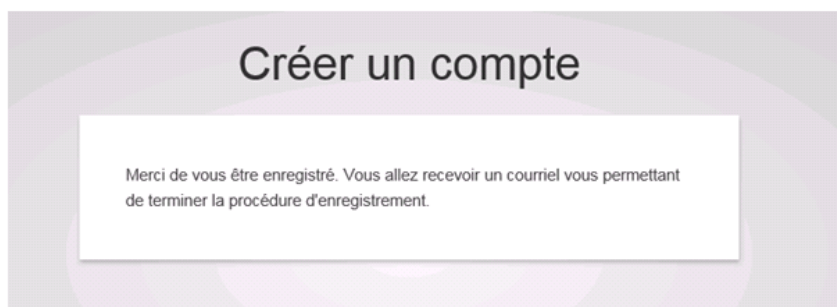 Créer un compte
Merci de vous être enregistré. Vous allez recevoir un courriel vous permettant
de terminer la procédure d'enregistrement.